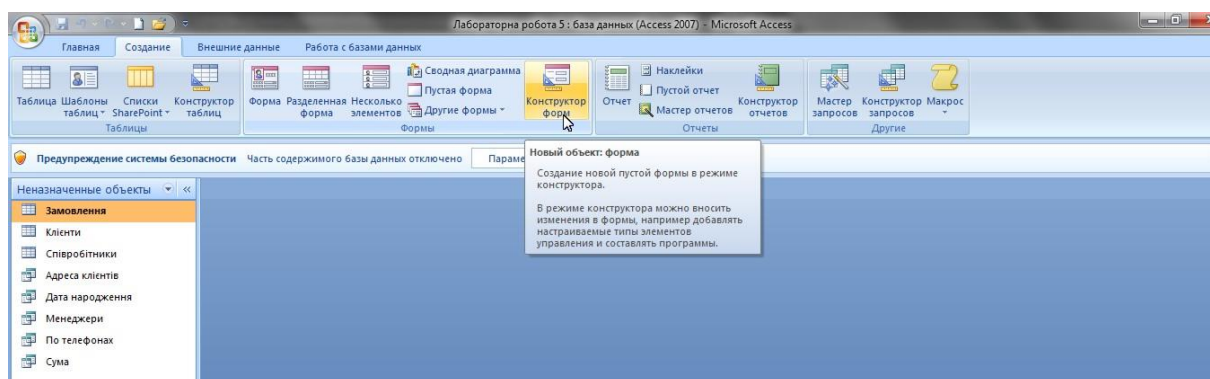 Лабораторна робота 5 : база данных (Access 2007) - Microsoft Access
Главная Создание Внешние данные Работа с базами данных
Таблица
Шаблоны
таблиц
Списки
SharePoint
Конструктор
таблиц
Таблицы
Форма
Разделенная
форма
Несколько
элементов
Сводная диаграмма
Пустая форма
Другие формы
Конструктор
форм
Формы
Отчет
Наклейки
Пустой отчет
Мастер отчетов
Конструктор
отчетов
Отчеты
Мастер
запросов
Конструктор
запросов
Макрос
Другие
Предупреждение системы безопасности Часть содержимого базы данных отключено Параме
Новый объект: форма
Создание новой пустой формы в режиме
конструктора.
В режиме конструктора можно вносить
изменения в формы, например добавлять
настраиваемые типы элементов
управления и составлять программы.
Неназначенные объекты
Замовлення
Клієнти
Співробітники
Адреса клієнтів
Дата народження
Менеджери
По телефонах
Сума